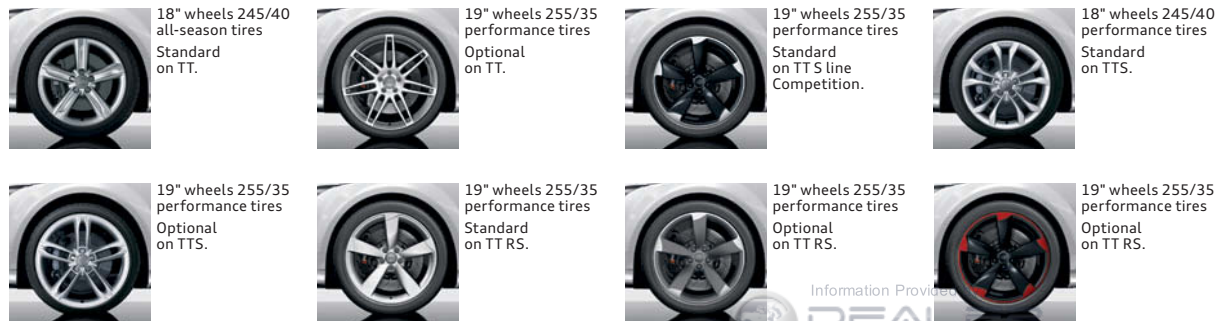 18" wheels 245/40
all-season tires
Standard
on TT.
19" wheels 255/35
performance tires
Optional
on TT.
19" wheels 255/35
performance tires
Standard
on TT S line
Competition.
18" wheels 245/40
performance tires
Standard
on TTS.
19" wheels 255/35
performance tires
Optional
on TTS.
19" wheels 255/35
performance tires
Standard
on TT RS.
19" wheels 255/35
performance tires
Optional
on TT RS.
19" wheels 255/35
performance tires
Optional
on TT RS.
Information Provided